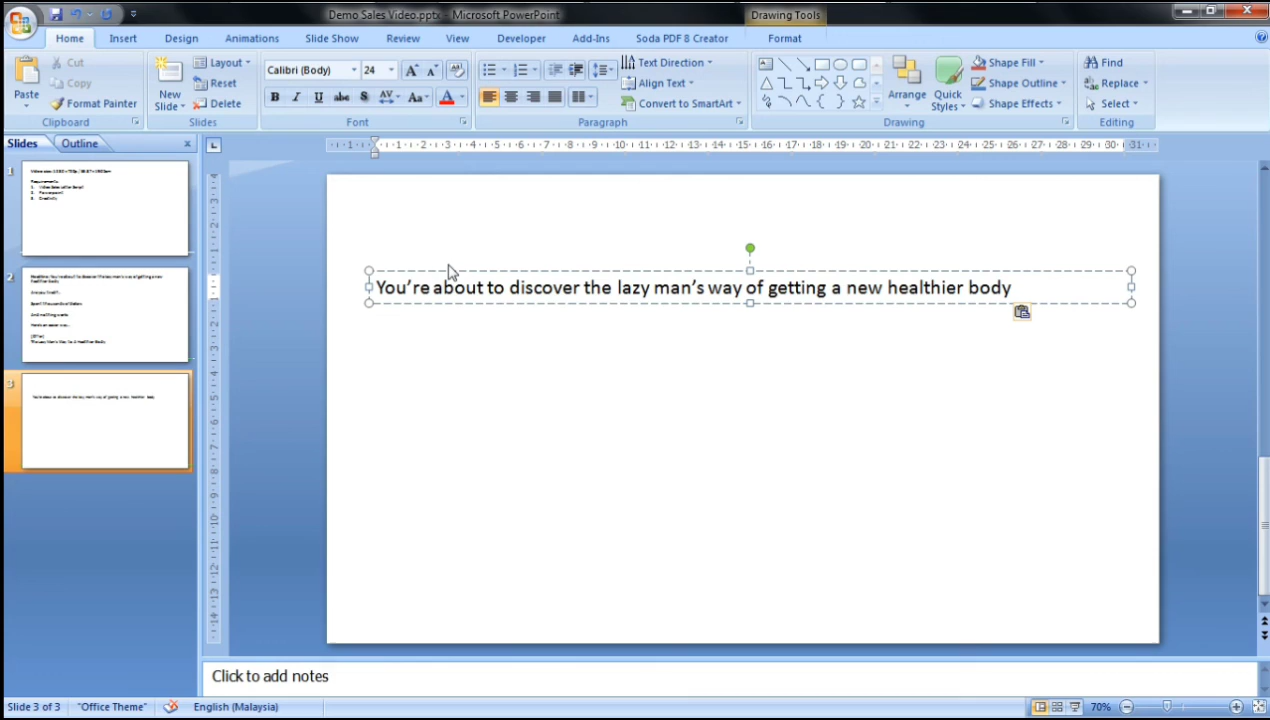 Demo Sales Video.pptx - Microsoft PowerPoint
Drawing Tools
Home Insert Design Animations Slide Show Review View Developer Add-Ins Soda PDF 8 Creator Format
Paste
Cut
Copy
Format Painter
Clipboard
New
Slide
Layout
Reset
Delete
Slides
Calibri (Body) 24
Font
Text Direction
Align Text
Convert to SmartArt
Paragraph
Arrange
Quick
Styles
Shape Fill
Shape Outline
Shape Effects
Drawing
Find
Replace
Select
Editing
Slides Outline
1
2
3
You're about to discover the lazy man's way of getting a new healthier body
Click to add notes
Slide 3 of 3 "Office Theme" English (Malaysia) 70%